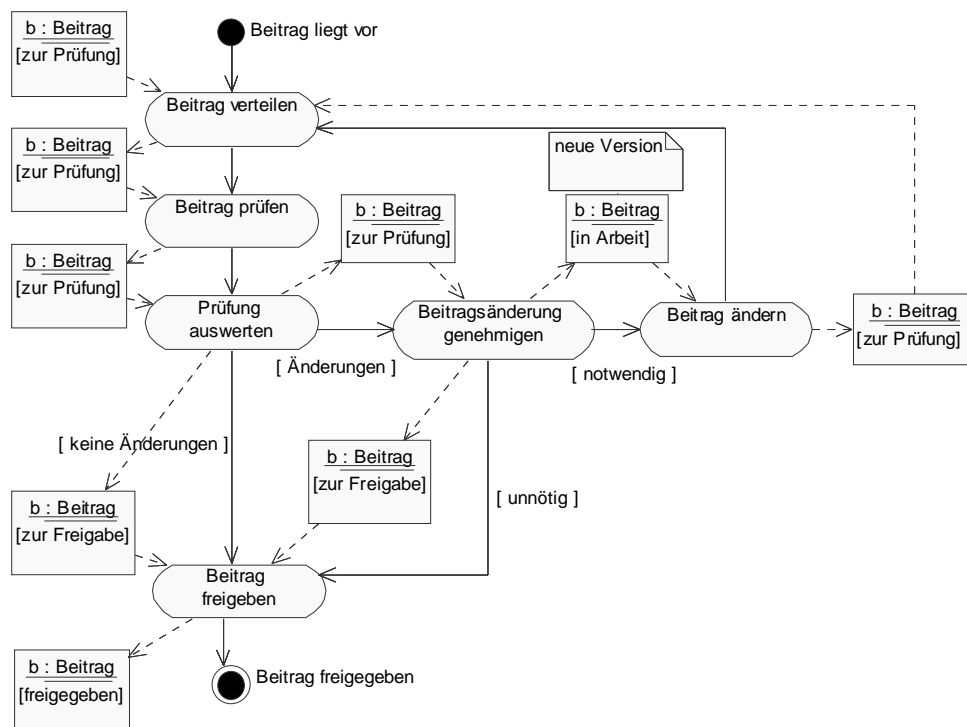 b : Beitrag
[zur Prüfung]
Beitrag liegt vor
Beitrag verteilen
b : Beitrag
[zur Prüfung]
neue Version
Beitrag prüfen
b : Beitrag
[zur Prüfung]
b : Beitrag
[in Arbeit]
b : Beitrag
[zur Prüfung]
Prüfung
auswerten
Beitragsänderung
genehmigen
Beitrag ändern
b : Beitrag
[zur Prüfung]
[ Änderungen ]
[ notwendig ]
[ keine Änderungen ]
b : Beitrag
[zur Freigabe]
[ unnötig ]
b : Beitrag
[zur Freigabe]
Beitrag
freigeben
b : Beitrag
[freigegeben]
Beitrag freigegeben